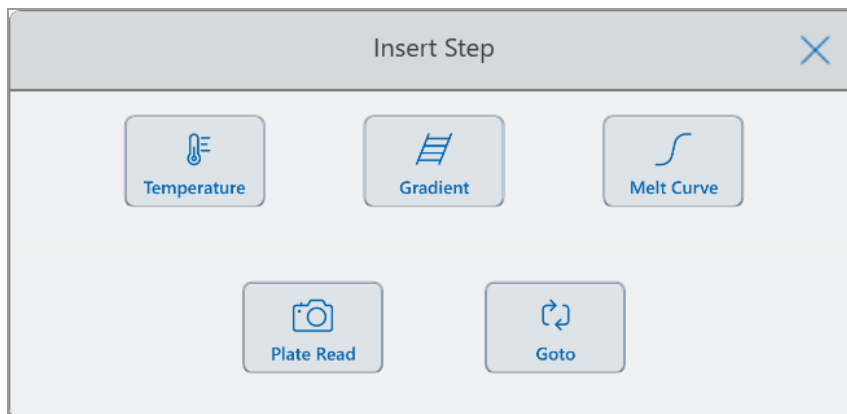 Insert Step
Temperature
Gradient
Melt Curve
Plate Read
Goto